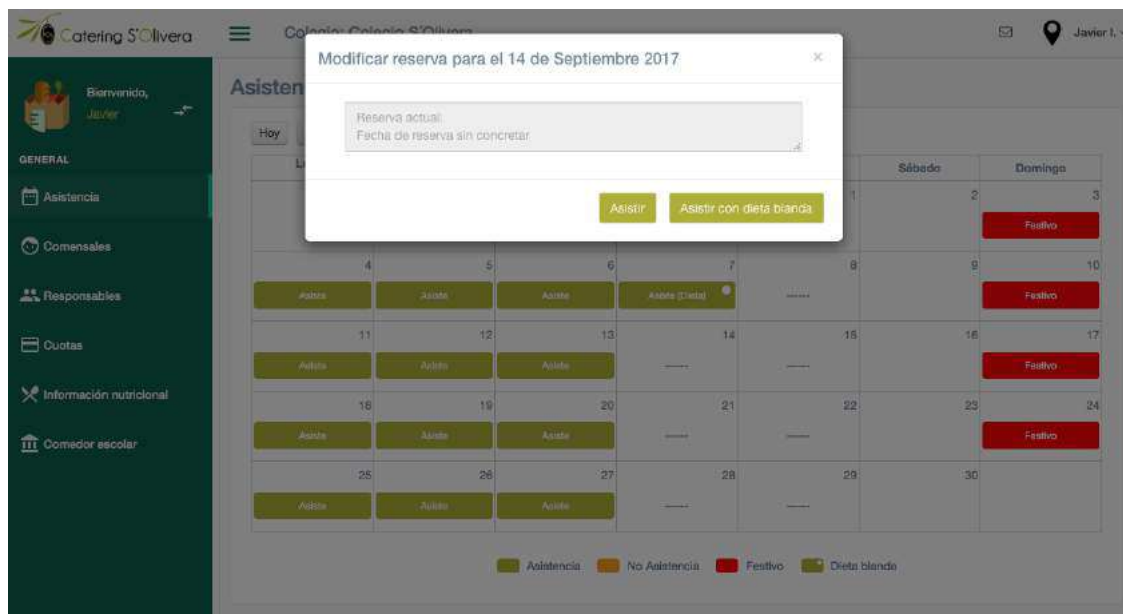 Catering S'Olivera
Colegio: Colegio S'Olivera
Javier I.
Bienvenido,
Javier
GENERAL
Asistencia
Comensales
Responsables
Cuotas
Información nutricional
Comedor escolar
Modificar reserva para el 14 de Septiembre 2017
×
Reserva actual:
Fecha de reserva sin concretar
Asistir
Asistir con dieta blanda
Asisten
Hoy
L
Sábado
Domingo
1
2
3
Festivo
4
5
6
7
8
9
10
Asiste
Asiste
Asiste
Asiste (Dieta)
------
Festivo
11
12
13
14
15
16
17
Asiste
Asiste
Asiste
------
------
Festivo
18
19
20
21
22
23
24
Asiste
Asiste
Asiste
------
------
Festivo
25
26
27
28
29
30
Asiste
Asiste
Asiste
------
------
Asistencia
No Asistencia
Festivo
Dieta blanda